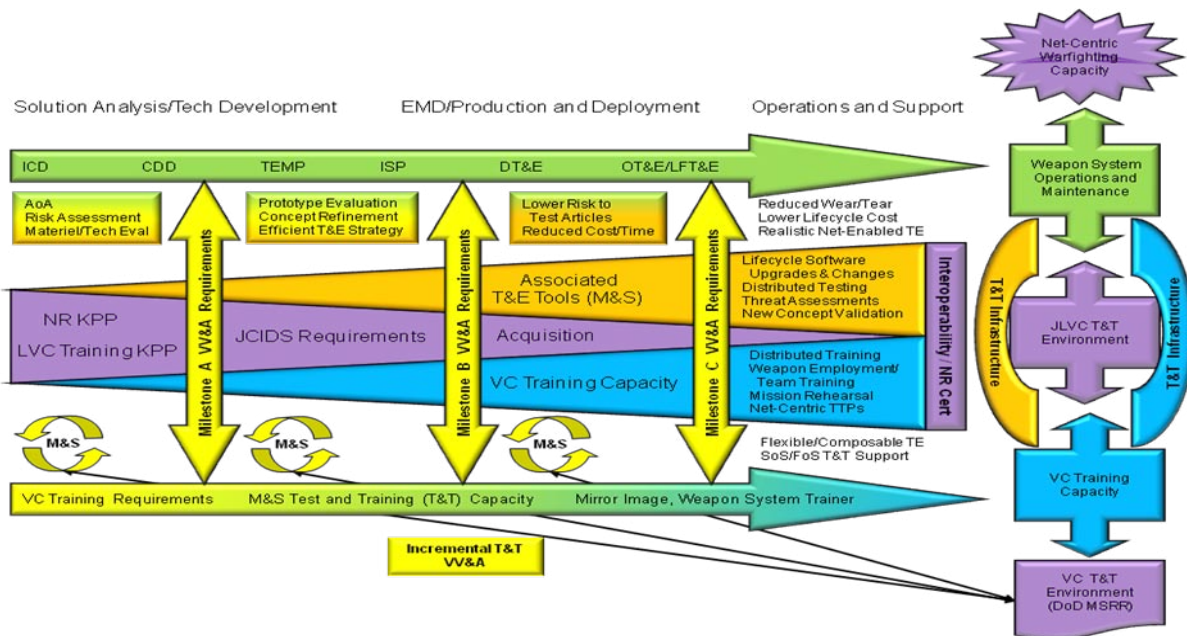 Net-Centric
Warfighting
Capacity
Solution Analysis/Tech Development
EMD/Production and Deployment
Operations and Support
ICD
CDD
TEMP
ISP
DT&E
OT&E/LFT&E
Weapon System
Operations and
Maintenance
AoA
Risk Assessment
Materiel/Tech Eval
Prototype Evaluation
Concept Refinement
Efficient T&E Strategy
Lower Risk to
Test Articles
Reduced Cost/Time
Reduced Wear/Tear
Lower Lifecycle Cost
Realistic Net-Enabled TE
Milestone A VV&A Requirements
Milestone B VV&A Requirements
Milestone C VV&A Requirements
Associated
T&E Tools (M&S)
Lifecycle Software
Upgrades & Changes
Distributed Testing
Threat Assessments
New Concept Validation
NR KPP
LVC Training KPP
JCIDS Requirements
Acquisition
VC Training Capacity
Distributed Training
Weapon Employment/
Team Training
Mission Rehearsal
Net-Centric TTPs
Interoperability / NR Cert
T&T Infrastructure
JLVC T&T
Environment
T&T Infrastructure
M&S
M&S
M&S
Flexible/Composable TE
SoS/FoS T&T Support
VC Training Requirements
M&S Test and Training (T&T) Capacity
Mirror Image, Weapon System Trainer
VC Training
Capacity
Incremental T&T
VV&A
VC T&T
Environment
(DoD MSRR)